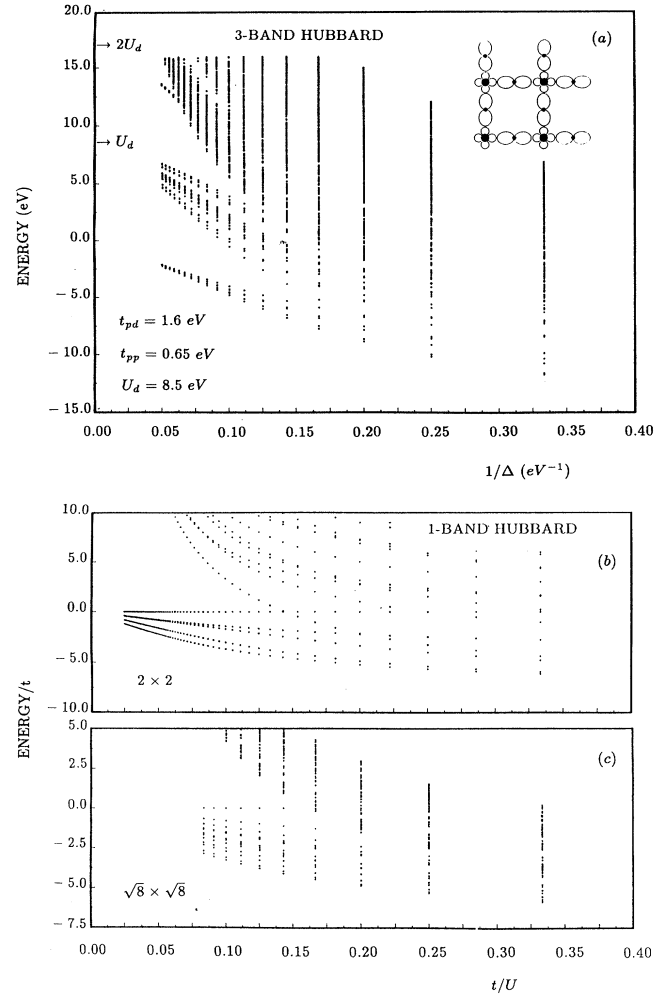 20.0
3-BAND HUBBARD
(a)
→ 2U_d
15.0
10.0
→ U_d
5.0
ENERGY (eV)
0.0
−5.0
t_{pd} = 1.6 eV
t_{pp} = 0.65 eV
−10.0
U_d = 8.5 eV
−15.0
0.00 0.05 0.10 0.15 0.20 0.25 0.30 0.35 0.40
1/Δ (eV^{−1})
10.0
1-BAND HUBBARD
(b)
5.0
0.0
−5.0
2 × 2
−10.0
ENERGY/t
5.0
(c)
2.5
0.0
−2.5
−5.0
√8 × √8
−7.5
0.00 0.05 0.10 0.15 0.20 0.25 0.30 0.35 0.40
t/U